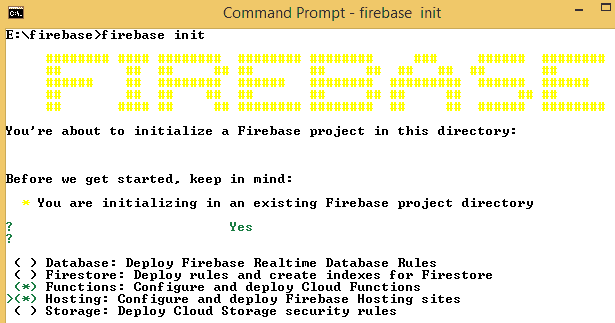 C:\.
Command Prompt - firebase  init
E:\firebase>firebase init
FIREBASE
You're about to initialize a Firebase project in this directory:
Before we get started, keep in mind:
* You are initializing in an existing Firebase project directory
? Yes
?
( ) Database: Deploy Firebase Realtime Database Rules
( ) Firestore: Deploy rules and create indexes for Firestore
(*) Functions: Configure and deploy Cloud Functions
>(*) Hosting: Configure and deploy Firebase Hosting sites
( ) Storage: Deploy Cloud Storage security rules